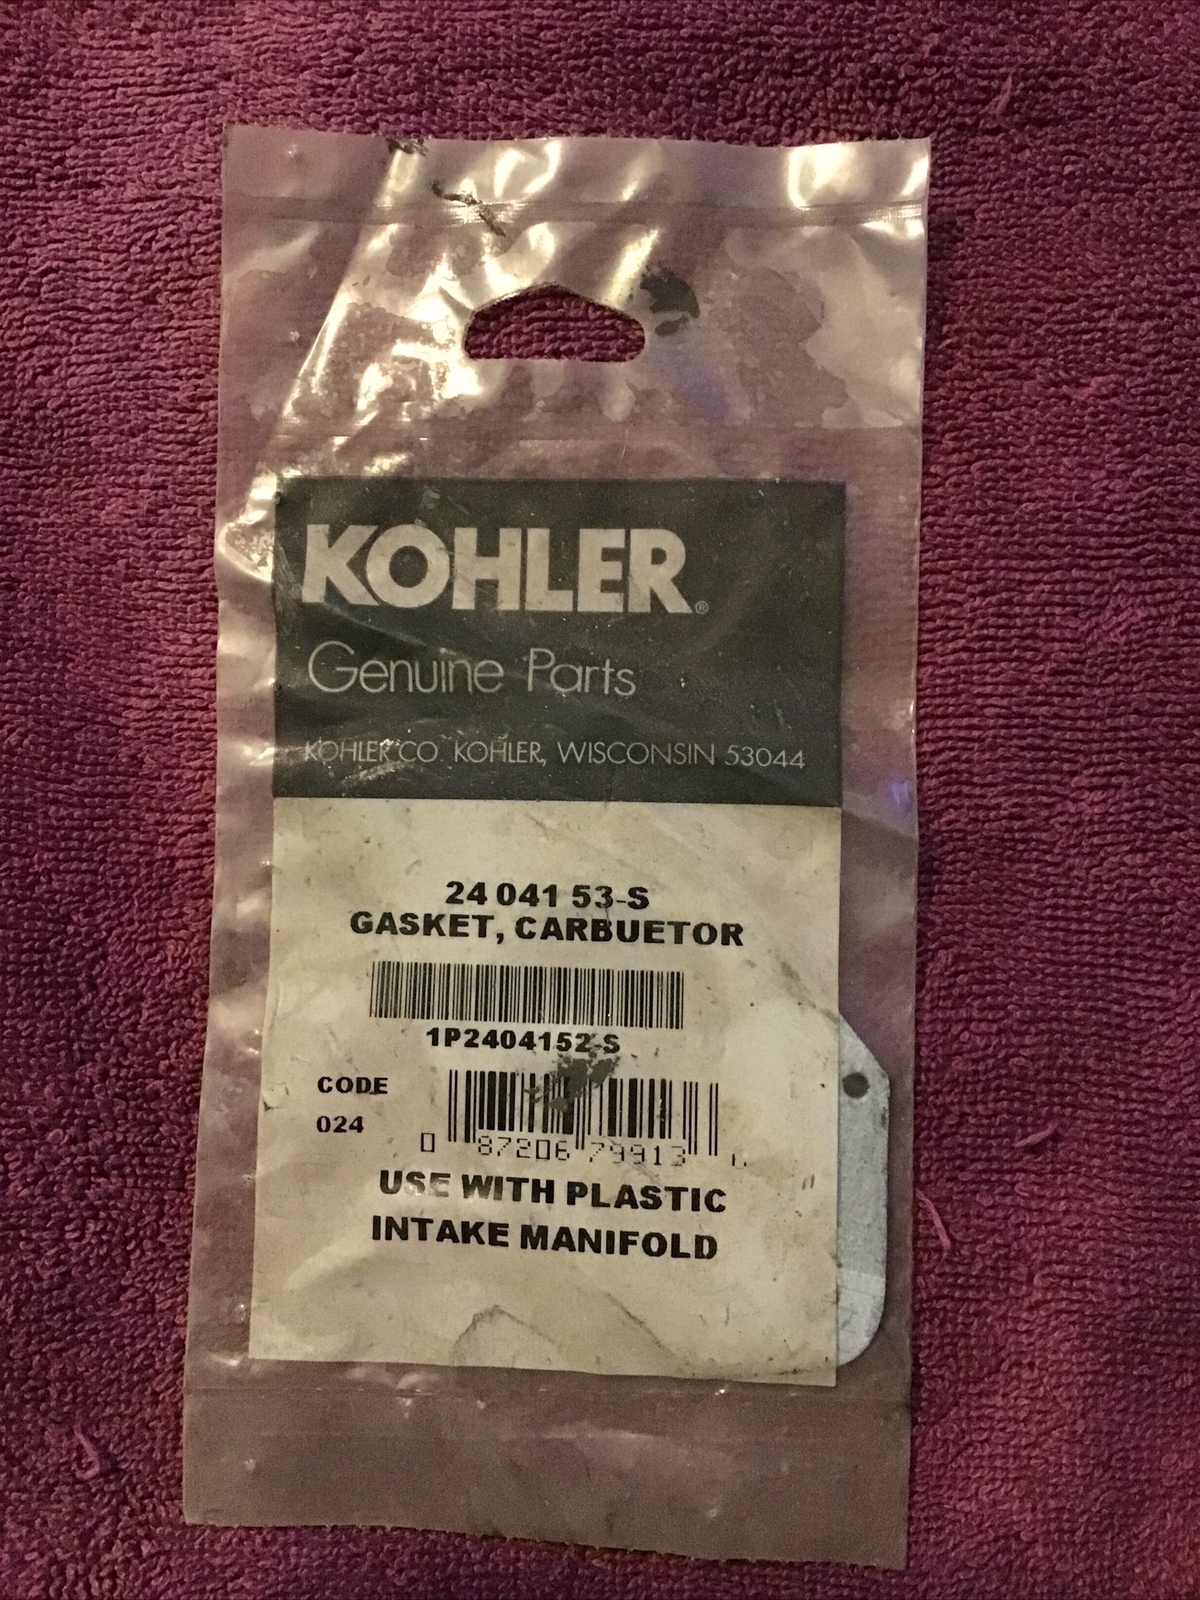 KOHLER®
Genuine Parts
KOHLER CO. KOHLER, WISCONSIN 53044
24 041 53-S
GASKET, CARBUETOR
1P2404152-S
CODE
024
0 87206 79913
USE WITH PLASTIC
INTAKE MANIFOLD